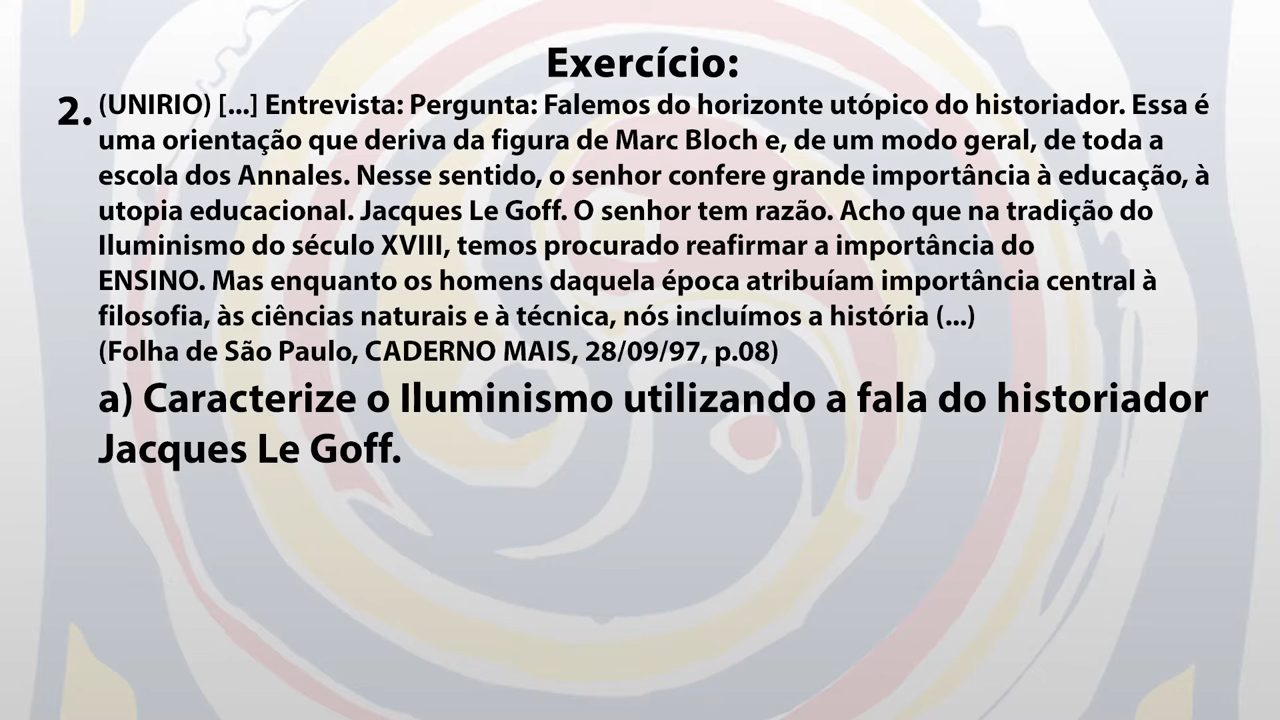 Exercício:
2. (UNIRIO) [...] Entrevista: Pergunta: Falemos do horizonte utópico do historiador. Essa é
uma orientação que deriva da figura de Marc Bloch e, de um modo geral, de toda a
escola dos Annales. Nesse sentido, o senhor confere grande importância à educação, à
utopia educacional. Jacques Le Goff. O senhor tem razão. Acho que na tradição do
Iluminismo do século XVIII, temos procurado reafirmar a importância do
ENSINO. Mas enquanto os homens daquela época atribuíam importância central à
filosofia, às ciências naturais e à técnica, nós incluímos a história (...)
(Folha de São Paulo, CADERNO MAIS, 28/09/97, p.08)
a) Caracterize o Iluminismo utilizando a fala do historiador
Jacques Le Goff.